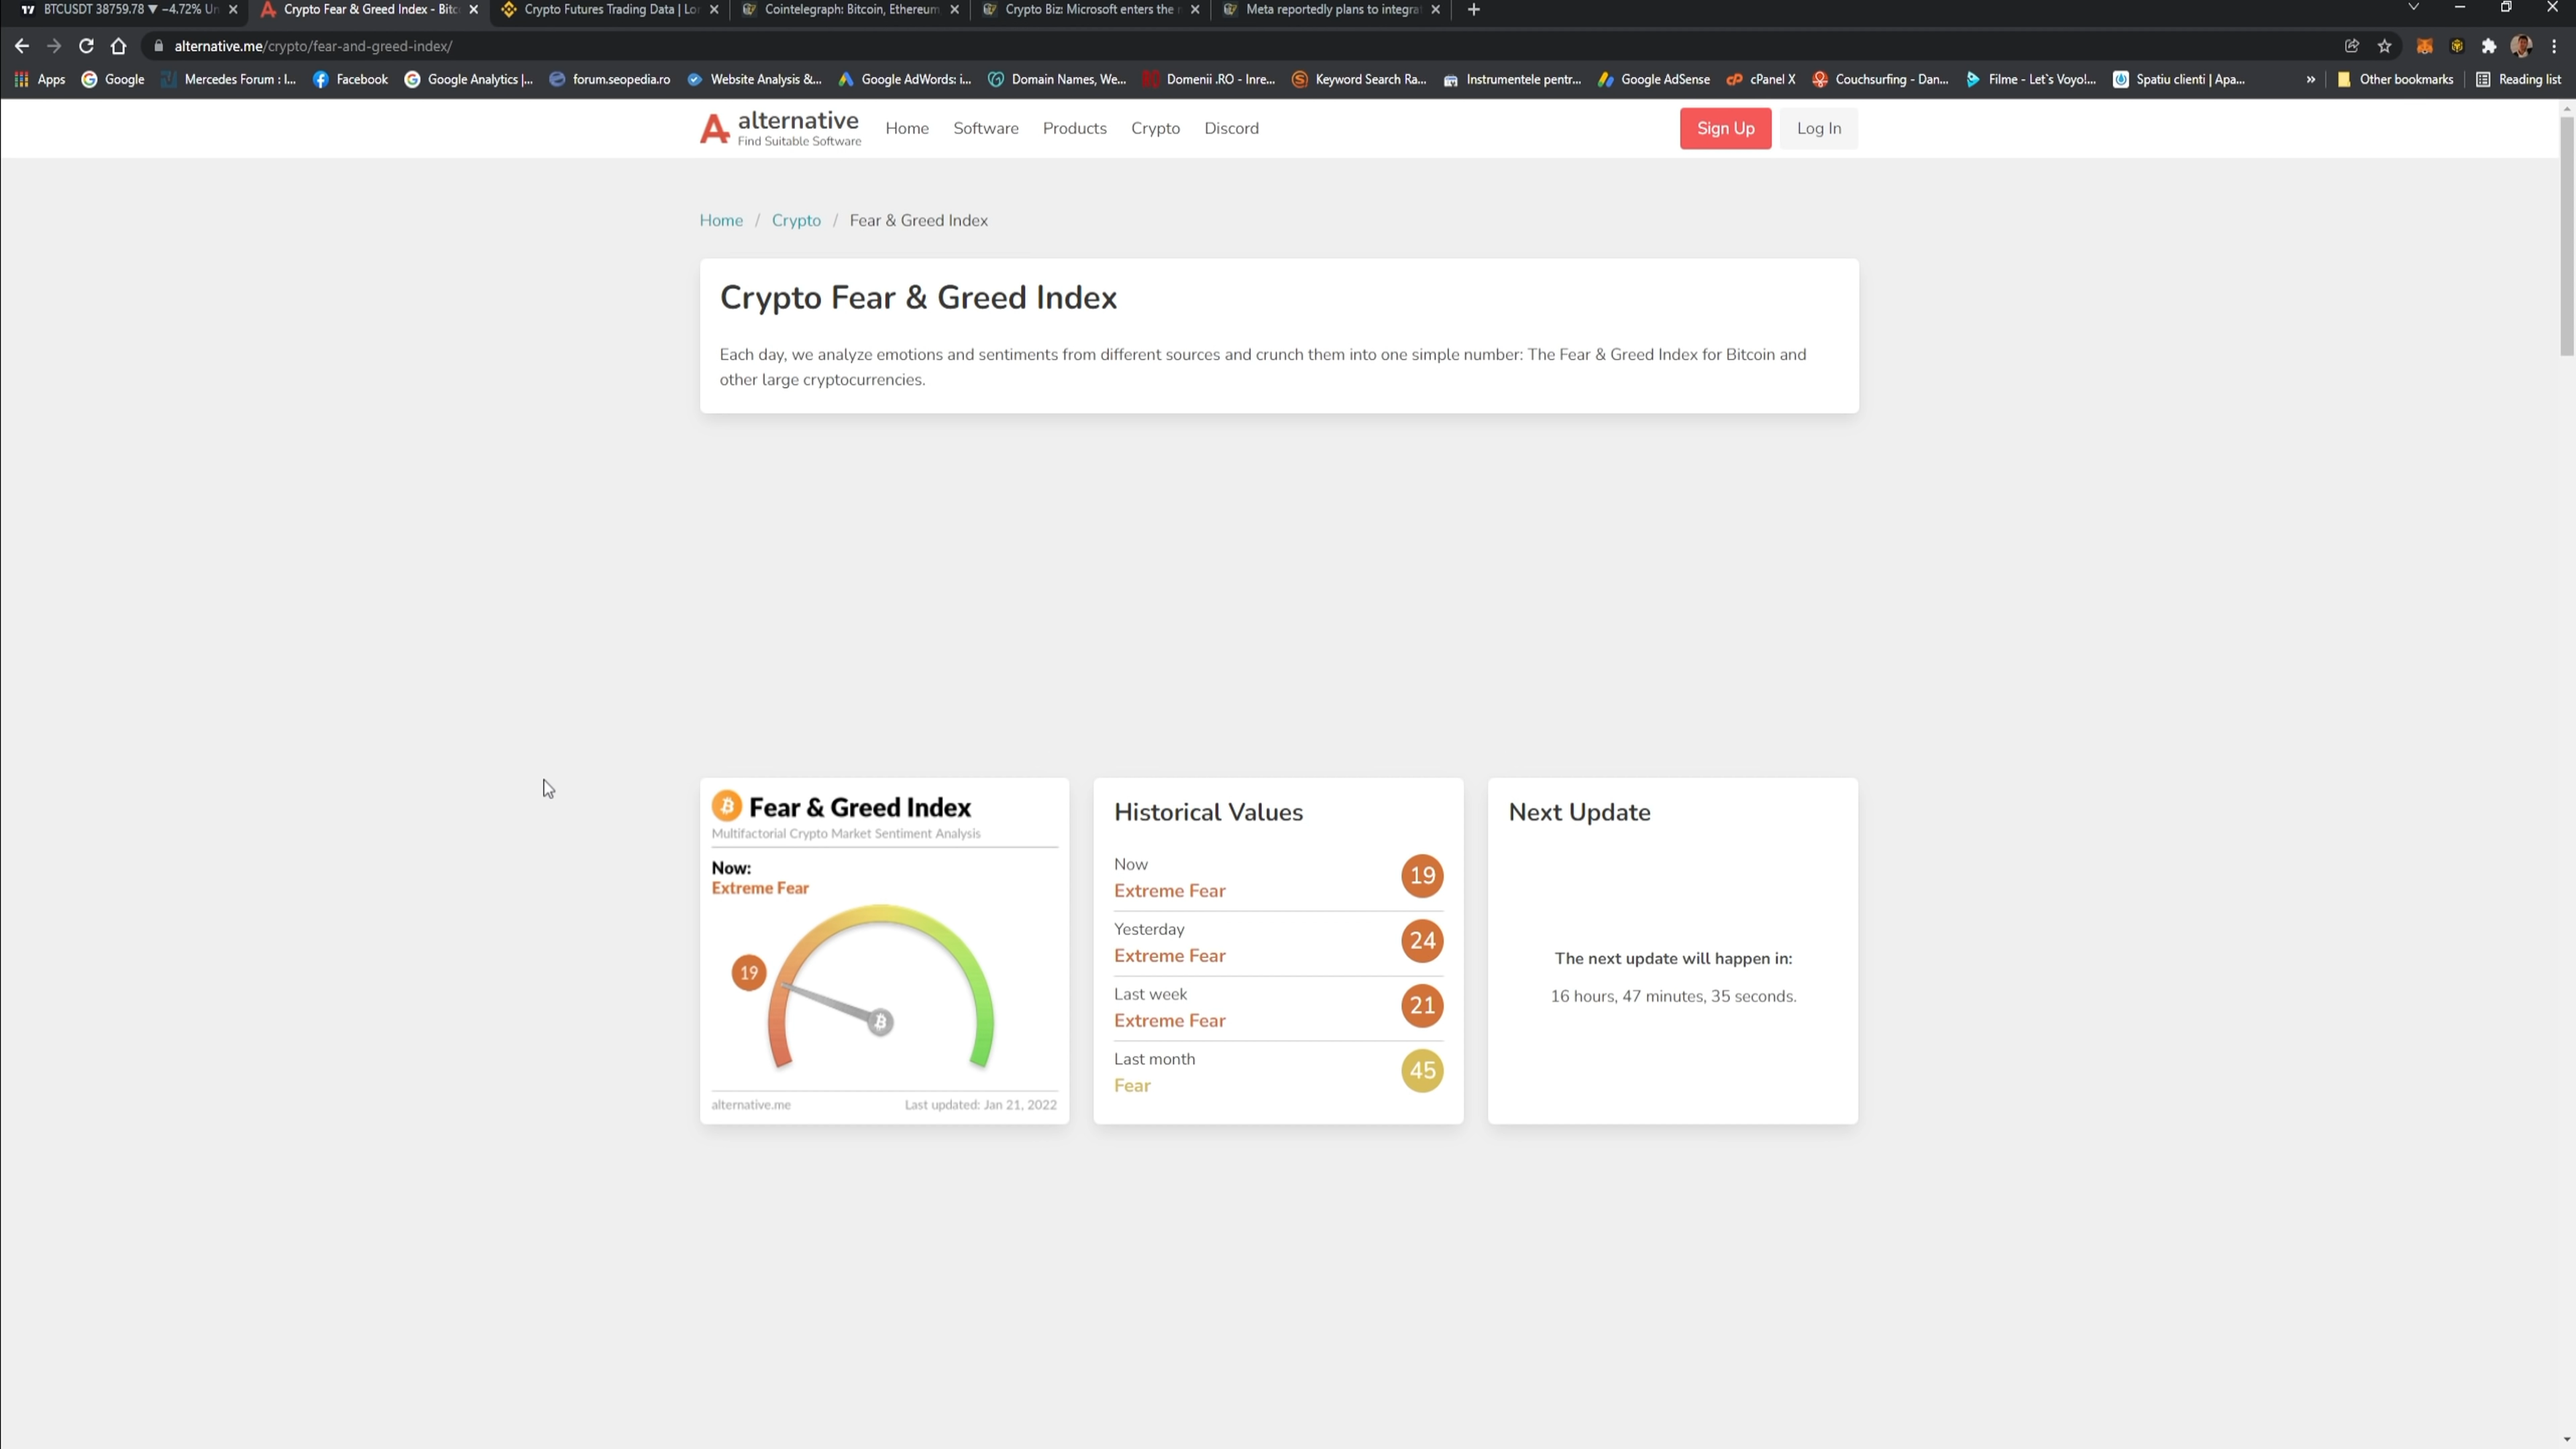 BTCUSDT 38759.78 ▼ −4.72% Un
Crypto Fear & Greed Index - Bitc
Crypto Futures Trading Data | Lo
Cointelegraph: Bitcoin, Ethereum
Crypto Biz: Microsoft enters the
Meta reportedly plans to integra
alternative.me/crypto/fear-and-greed-index/
Apps
Google
Mercedes Forum : I...
Facebook
Google Analytics |...
forum.seopedia.ro
Website Analysis &...
Google AdWords: i...
Domain Names, We...
Domenii .RO - Inre...
Keyword Search Ra...
Instrumentele pentr...
Google AdSense
cPanel X
Couchsurfing - Dan...
Filme - Let`s Voyo!...
Spatiu clienti | Apa...
»
Other bookmarks
Reading list
alternative
Find Suitable Software
Home
Software
Products
Crypto
Discord
Sign Up
Log In
Home / Crypto / Fear & Greed Index
Crypto Fear & Greed Index
Each day, we analyze emotions and sentiments from different sources and crunch them into one simple number: The Fear & Greed Index for Bitcoin and
other large cryptocurrencies.
Fear & Greed Index
Multifactorial Crypto Market Sentiment Analysis
Now:
Extreme Fear
19
alternative.me
Last updated: Jan 21, 2022
Historical Values
Now
Extreme Fear
19
Yesterday
Extreme Fear
24
Last week
Extreme Fear
21
Last month
Fear
45
Next Update
The next update will happen in:
16 hours, 47 minutes, 35 seconds.